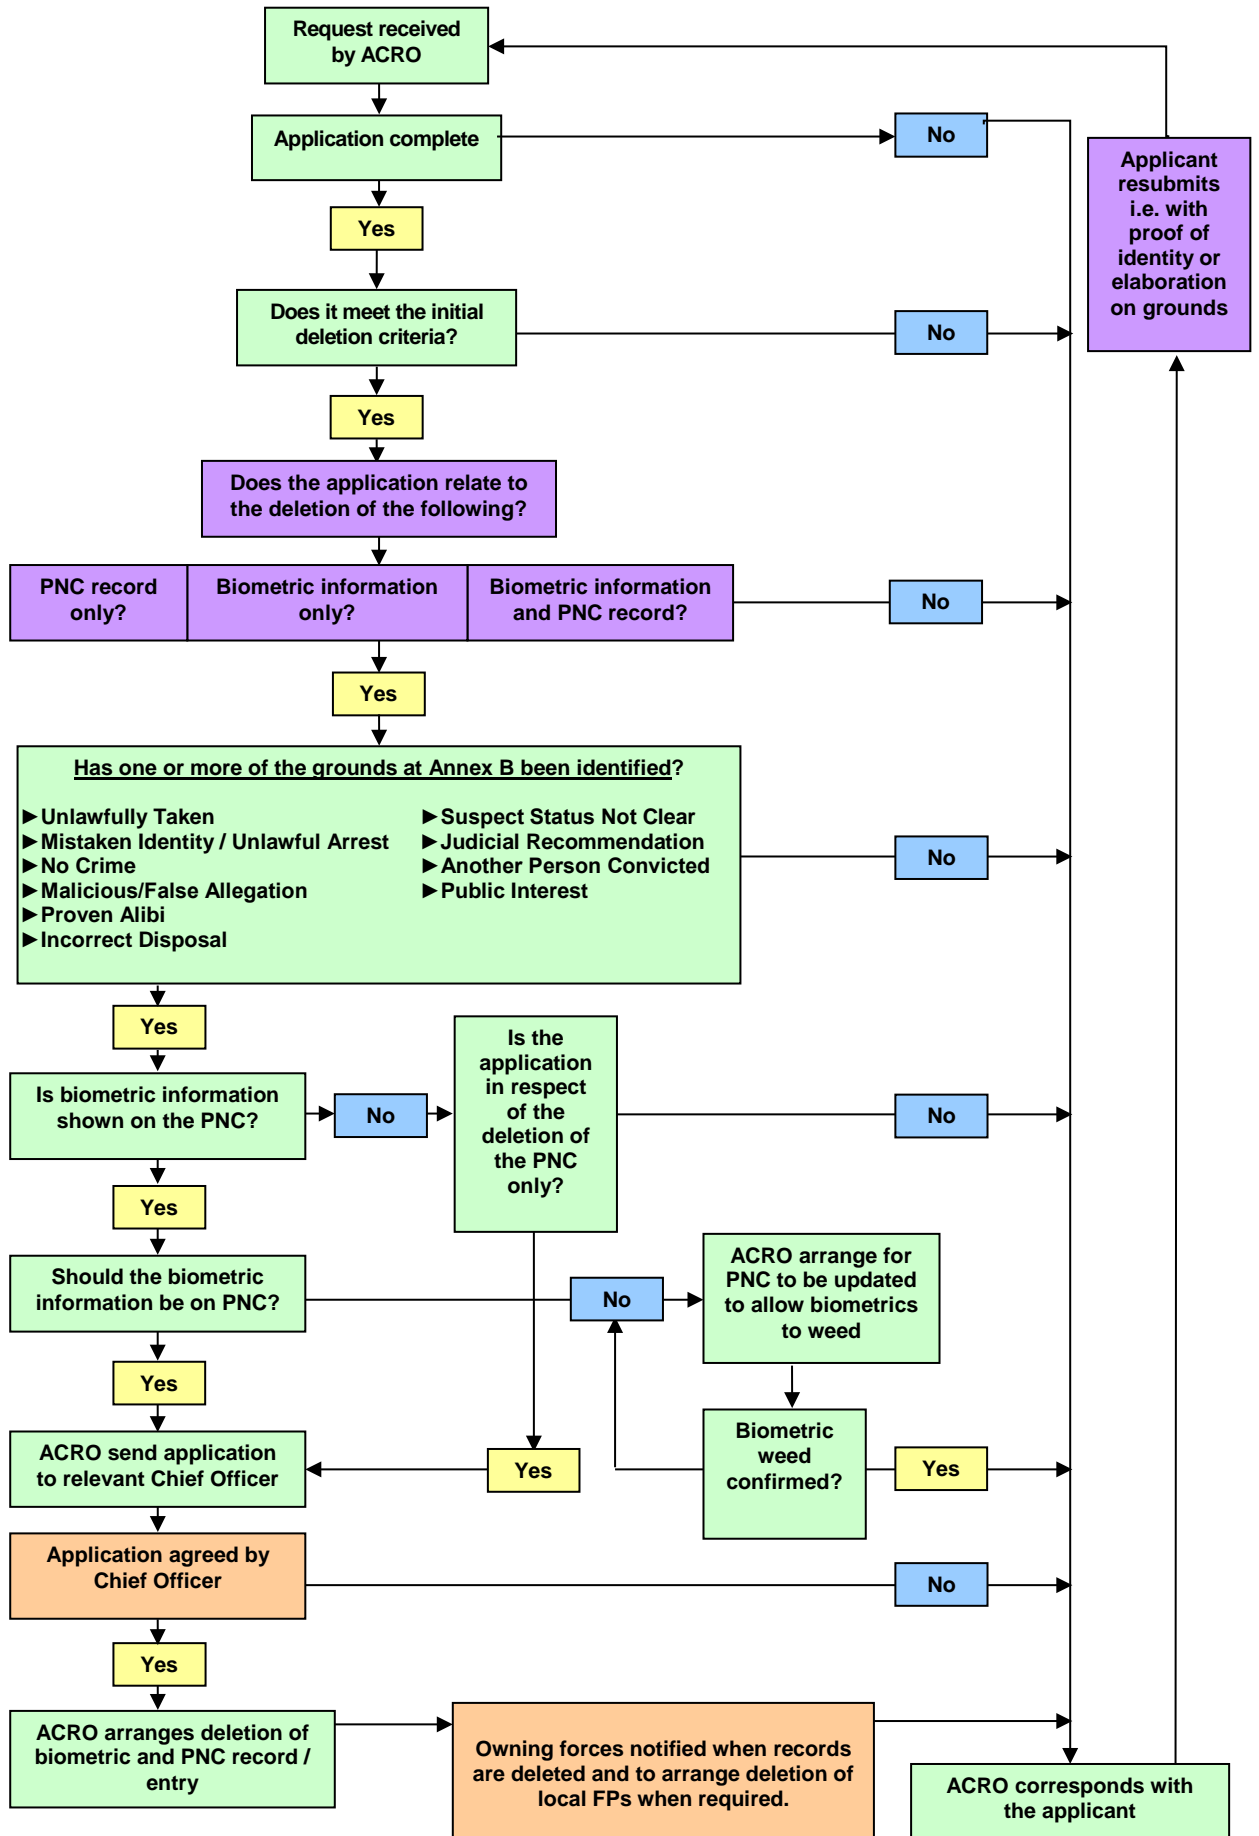 Request received
by ACRO
Application complete
No
Applicant
resubmits
i.e. with
proof of
identity or
elaboration
on grounds
Yes
Does it meet the initial
deletion criteria?
No
Yes
Does the application relate to
the deletion of the following?
PNC record
only?
Biometric information
only?
Biometric information
and PNC record?
No
Yes
Has one or more of the grounds at Annex B been identified?
►Unlawfully Taken
►Mistaken Identity / Unlawful Arrest
►No Crime
►Malicious/False Allegation
►Proven Alibi
►Incorrect Disposal
►Suspect Status Not Clear
►Judicial Recommendation
►Another Person Convicted
►Public Interest
No
Yes
Is biometric information
shown on the PNC?
No
Is the
application
in respect
of the
deletion of
the PNC
only?
No
Yes
Should the biometric
information be on PNC?
No
ACRO arrange for
PNC to be updated
to allow biometrics
to weed
Yes
ACRO send application
to relevant Chief Officer
Yes
Biometric
weed
confirmed?
Yes
Application agreed by
Chief Officer
No
Yes
ACRO arranges deletion of
biometric and PNC record /
entry
Owning forces notified when records
are deleted and to arrange deletion of
local FPs when required.
ACRO corresponds with
the applicant